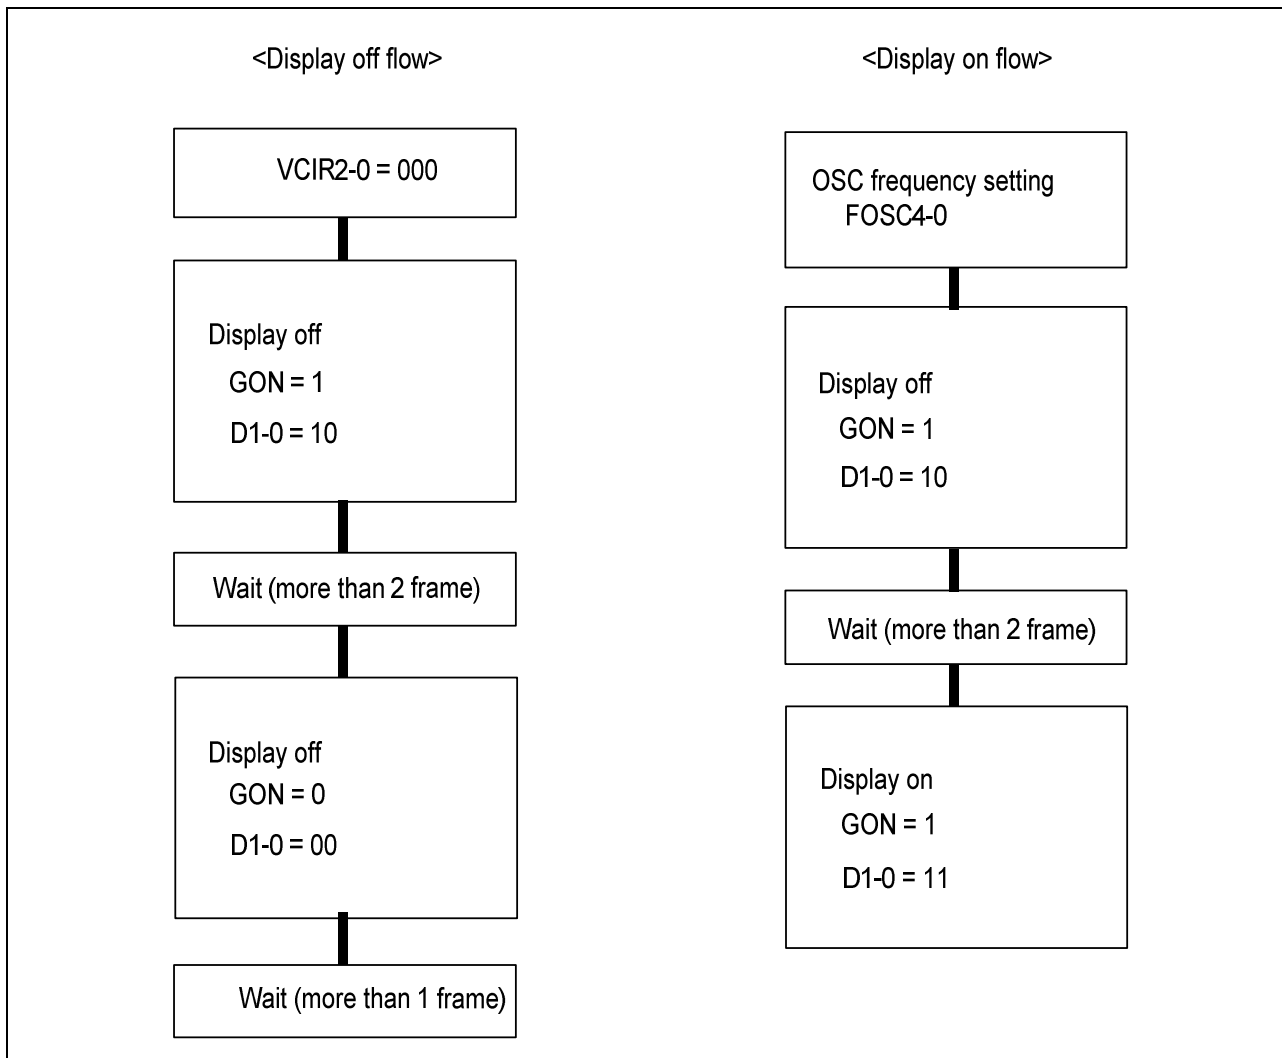 <Display off flow>
VCIR2-0 = 000
Display off
GON = 1
D1-0 = 10
Wait (more than 2 frame)
Display off
GON = 0
D1-0 = 00
Wait (more than 1 frame)
<Display on flow>
OSC frequency setting
FOSC4-0
Display off
GON = 1
D1-0 = 10
Wait (more than 2 frame)
Display on
GON = 1
D1-0 = 11